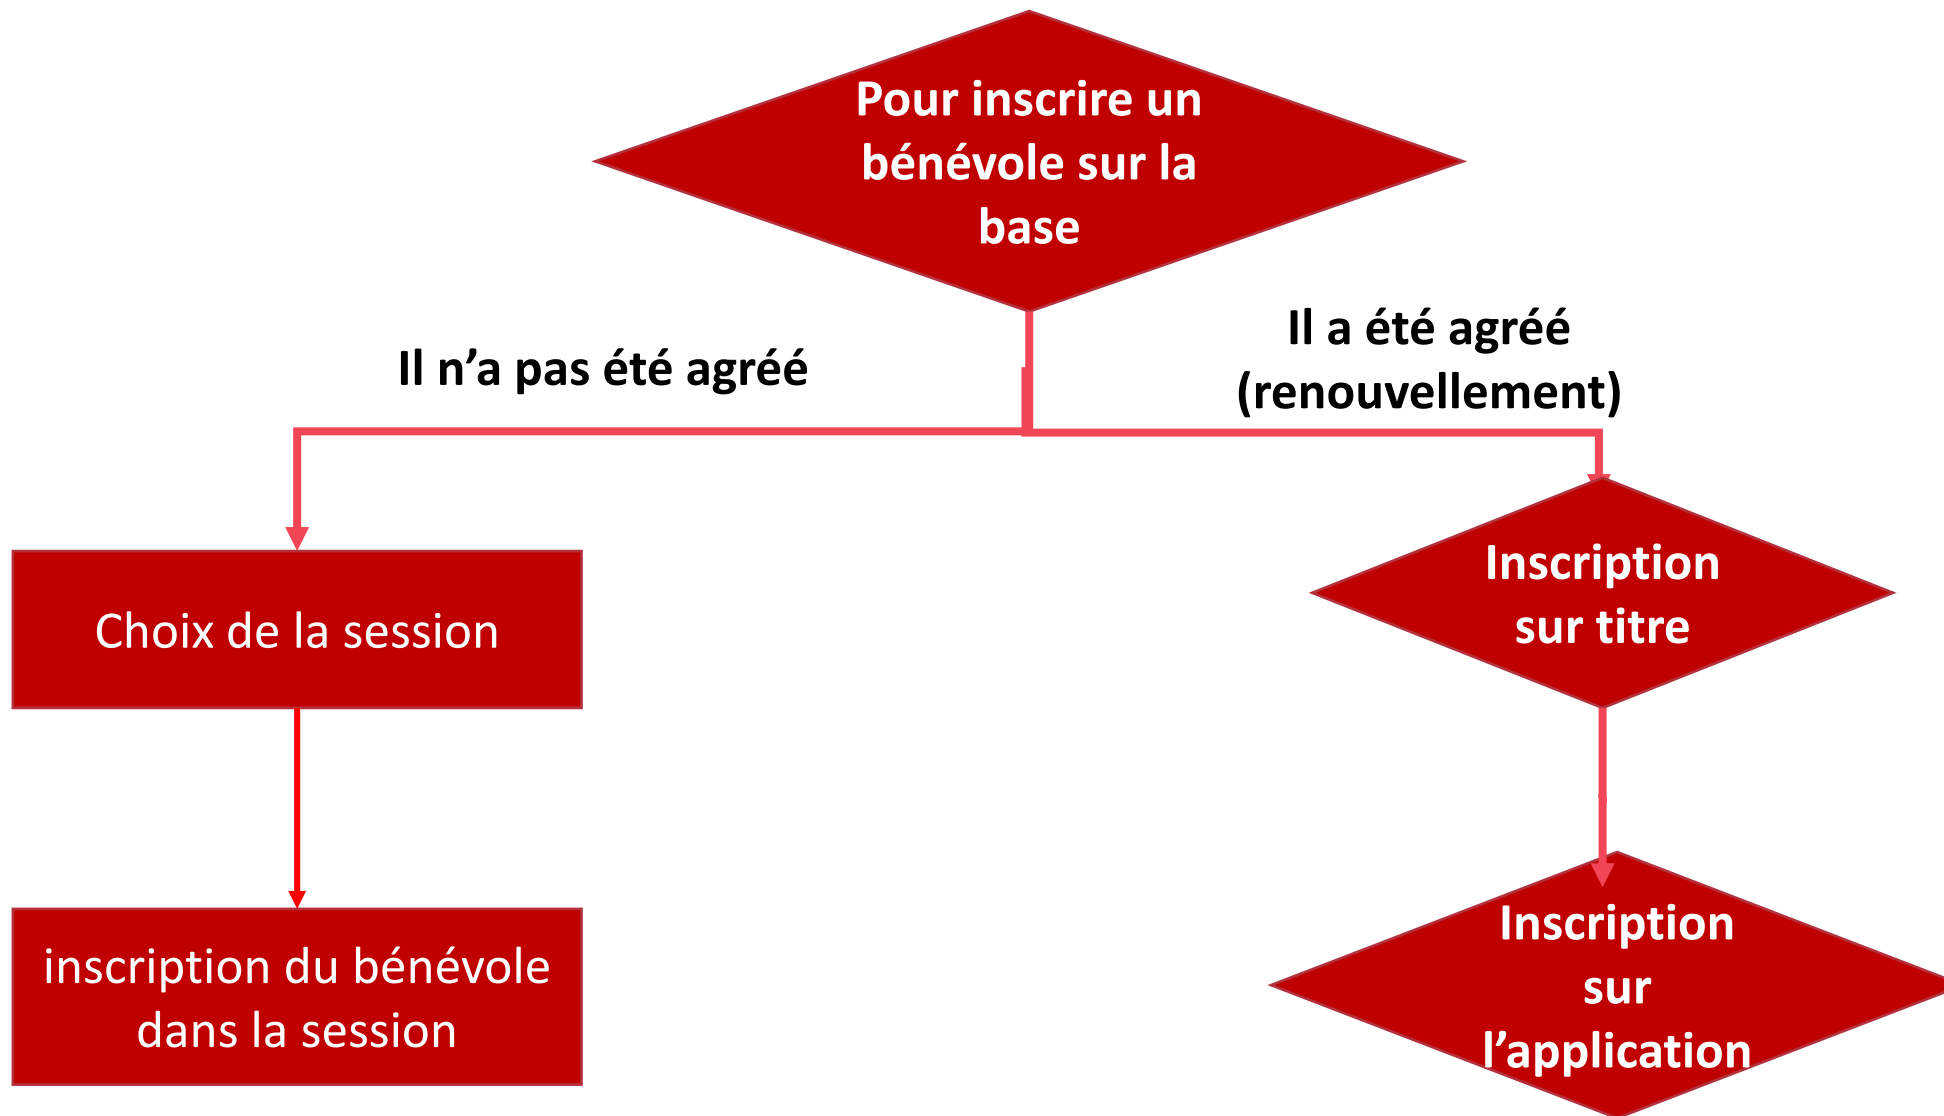 Pour inscrire un
bénévole sur la
base
Il n’a pas été agréé
Il a été agréé
(renouvellement)
Choix de la session
Inscription
sur titre
inscription du bénévole
dans la session
Inscription
sur
l’application